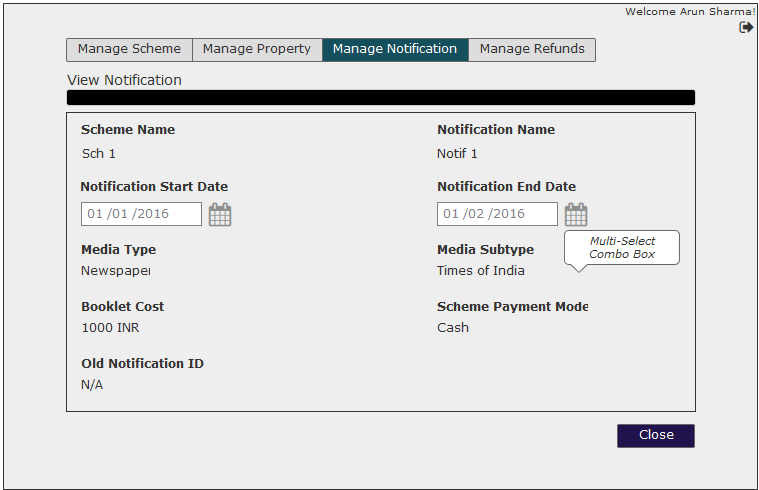 Welcome Arun Sharma!
Manage Scheme Manage Property Manage Notification Manage Refunds
View Notification
Scheme Name Notification Name
Sch 1 Notif 1
Notification Start Date Notification End Date
01 /01 /2016 01 /02 /2016
Media Type Media Subtype Multi-Select
Combo Box
Newspaper Times of India
Booklet Cost Scheme Payment Mode
1000 INR Cash
Old Notification ID
N/A
Close